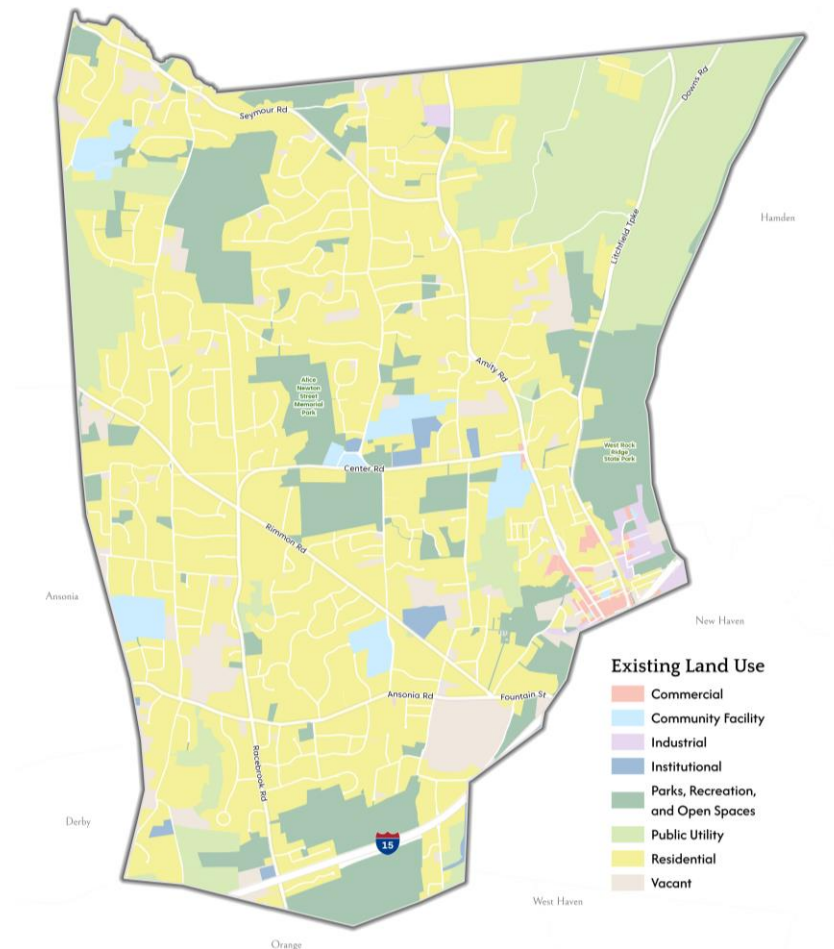 Seymour Rd
Downs Rd
Hamden
Litchfield Tpke
Amity Rd
Alice
Newton
Street
Memorial
Park
West Rock
Ridge
State Park
Center Rd
Rimmon Rd
Ansonia
New Haven
Ansonia Rd
Fountain St
Racebrook Rd
Derby
15
West Haven
Orange
Existing Land Use
Commercial
Community Facility
Industrial
Institutional
Parks, Recreation,
and Open Spaces
Public Utility
Residential
Vacant